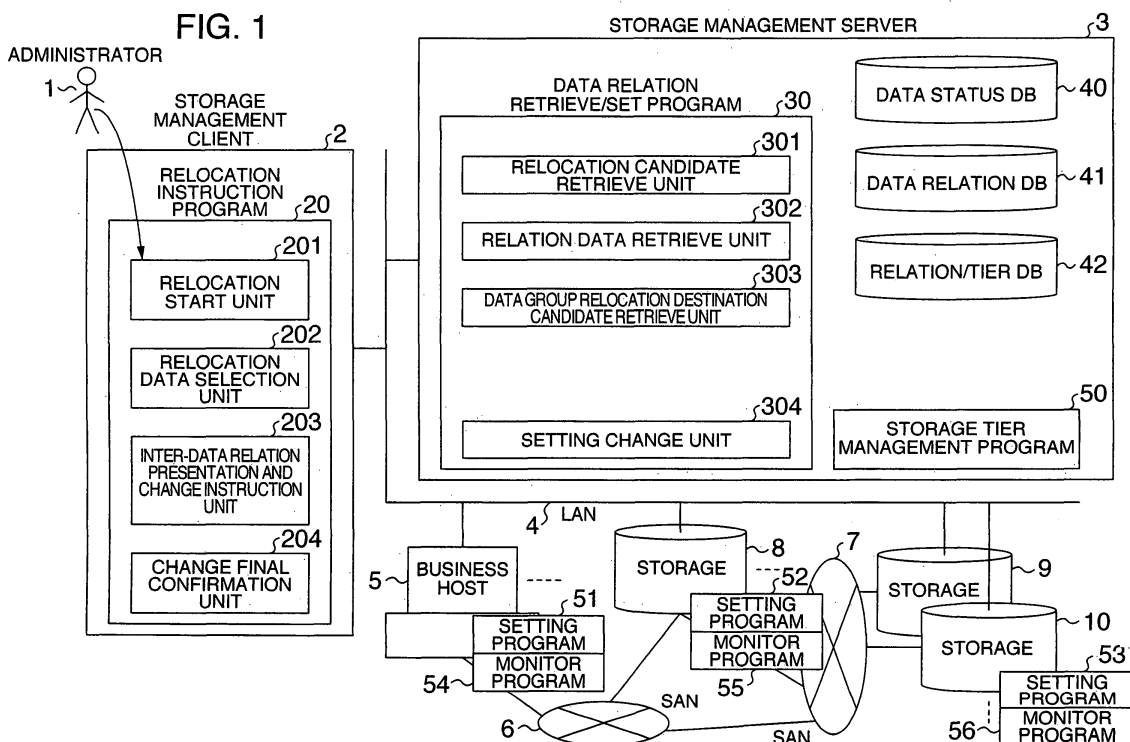 FIG. 1
ADMINISTRATOR
1
STORAGE
MANAGEMENT
CLIENT
2
RELOCATION
INSTRUCTION
PROGRAM
20
201
RELOCATION
START UNIT
202
RELOCATION
DATA SELECTION
UNIT
203
INTER-DATA RELATION
PRESENTATION AND
CHANGE INSTRUCTION
UNIT
204
CHANGE FINAL
CONFIRMATION
UNIT
STORAGE MANAGEMENT SERVER
3
DATA RELATION
RETRIEVE/SET PROGRAM
30
301
RELOCATION CANDIDATE
RETRIEVE UNIT
302
RELATION DATA RETRIEVE UNIT
303
DATA GROUP RELOCATION DESTINATION
CANDIDATE RETRIEVE UNIT
304
SETTING CHANGE UNIT
DATA STATUS DB
40
DATA RELATION DB
41
RELATION/TIER DB
42
50
STORAGE TIER
MANAGEMENT PROGRAM
4
LAN
5
BUSINESS
HOST
51
SETTING
PROGRAM
MONITOR
PROGRAM
54
STORAGE
8
52
SETTING
PROGRAM
MONITOR
PROGRAM
55
7
STORAGE
9
STORAGE
10
53
SETTING
PROGRAM
MONITOR
PROGRAM
56
6
SAN
SAN